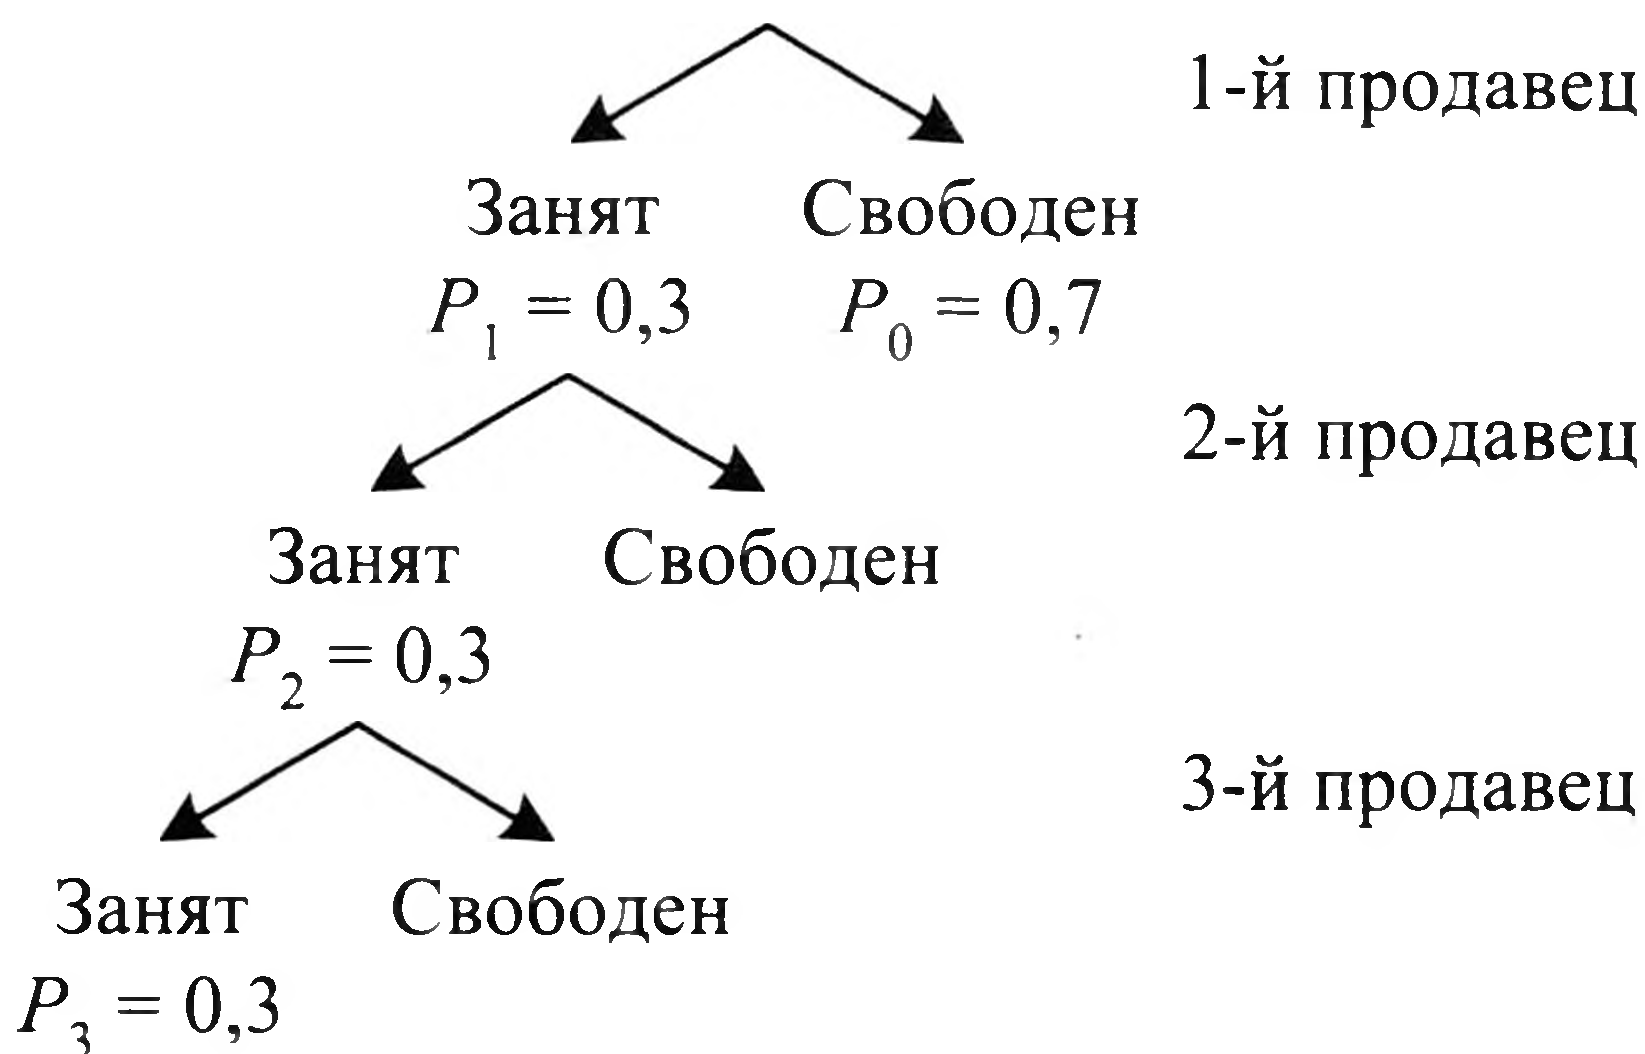 1-й продавец
Занят Свободен
P₁ = 0,3 P₀ = 0,7
2-й продавец
Занят Свободен
P₂ = 0,3
3-й продавец
Занят Свободен
P₃ = 0,3